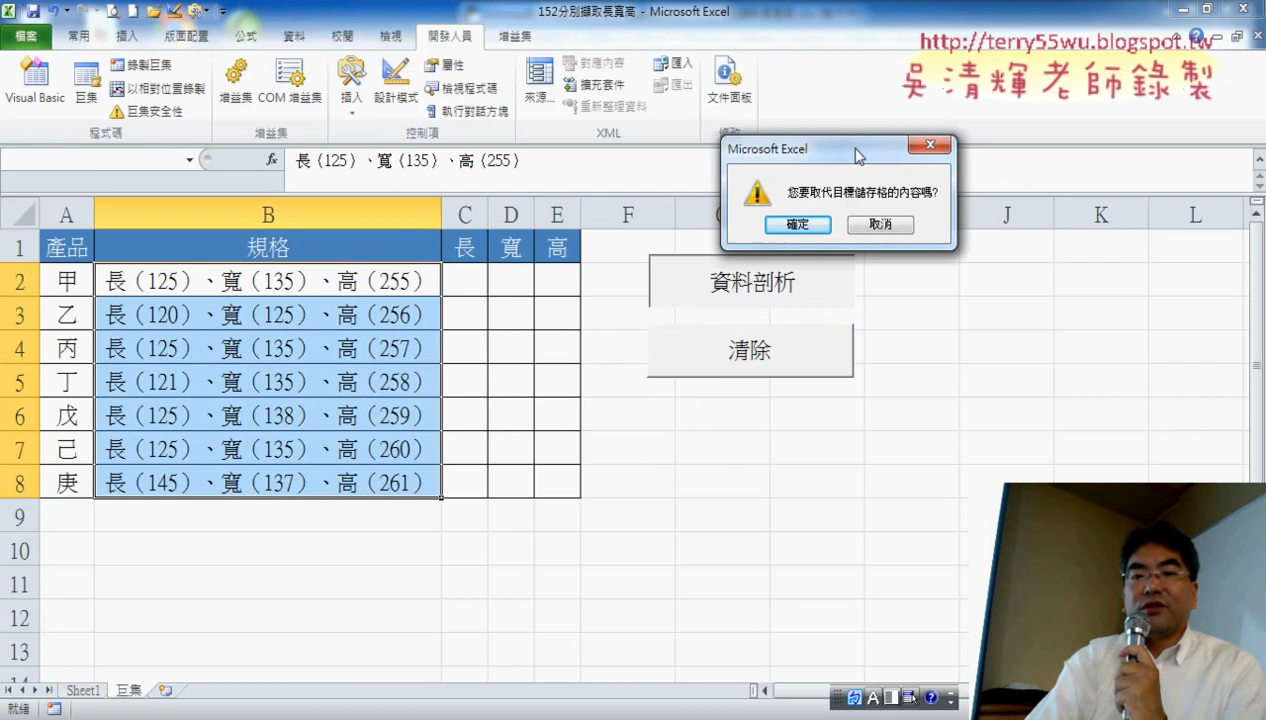 152分別擷取長寬高 - Microsoft Excel
檔案 常用 插入 版面配置 公式 資料 校閱 檢視 開發人員 增益集
http://terry55wu.blogspot.tw
吳清輝老師錄製
Visual Basic 巨集 錄製巨集 以相對位置錄製 巨集安全性
程式碼
增益集 COM 增益集
增益集
插入 設計模式 屬性 檢視程式碼 執行對話方塊
控制項
來源... 對應內容 擴充套件 重新整理資料 匯入 匯出
XML
文件面板
修改
fx 長（125）、寬（135）、高（255）
Microsoft Excel
您要取代目標儲存格的內容嗎?
確定 取消
A B C D E F J K L
1 產品 規格 長 寬 高
2 甲 長（125）、寬（135）、高（255）
3 乙 長（120）、寬（125）、高（256）
4 丙 長（125）、寬（135）、高（257）
5 丁 長（121）、寬（135）、高（258）
6 戊 長（125）、寬（138）、高（259）
7 己 長（125）、寬（135）、高（260）
8 庚 長（145）、寬（137）、高（261）
9
10
11
12
13
資料剖析
清除
Sheet1 巨集
就緒
A